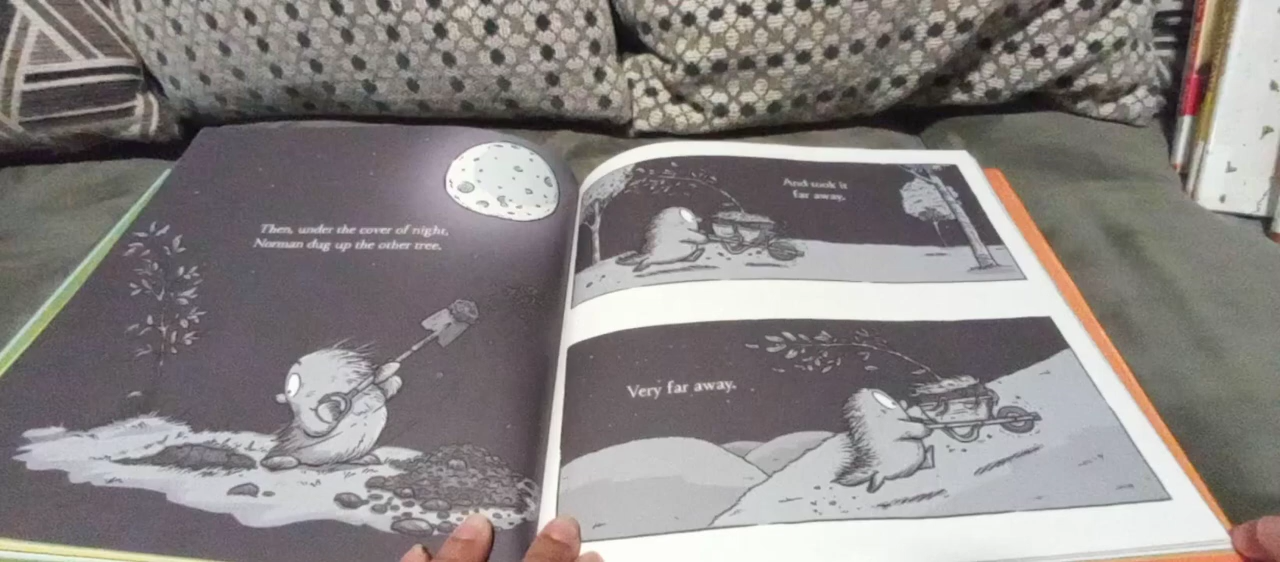 Then, under the cover of night,
Norman dug up the other tree.
And took it
far away.
Very far away.